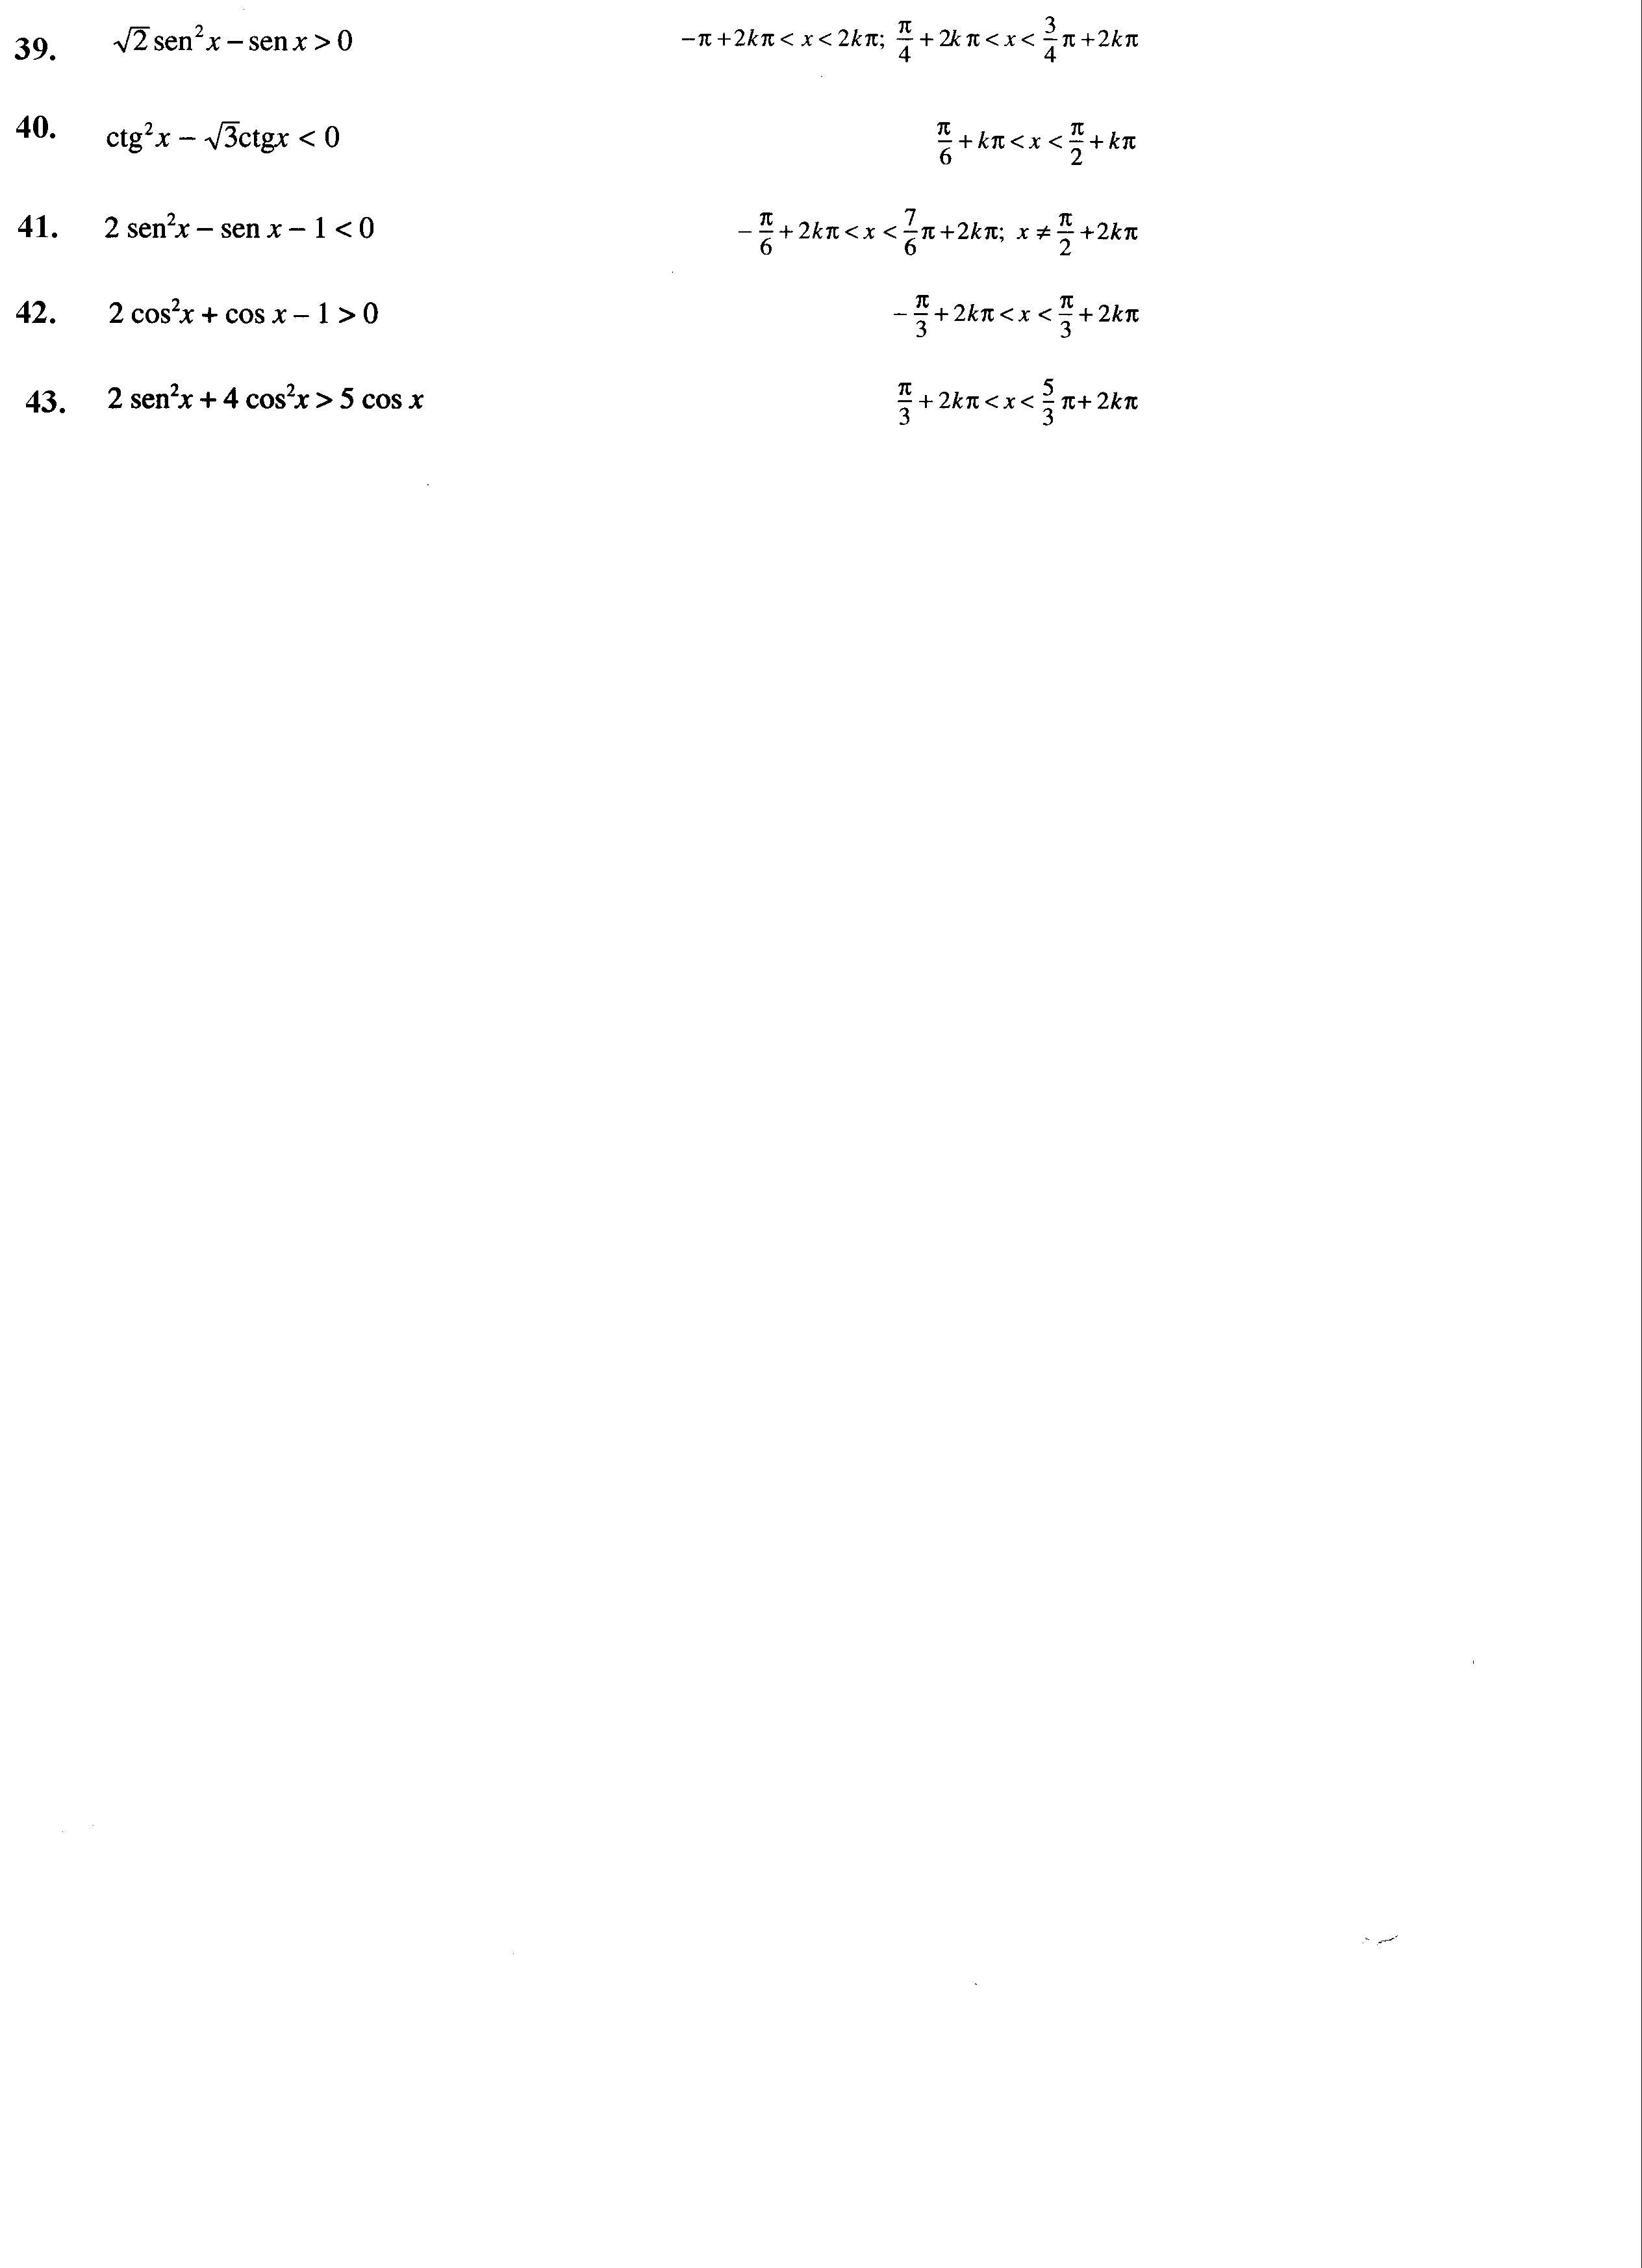 39. √2 sen²x – sen x > 0 –π + 2kπ < x < 2kπ; π/4 + 2kπ < x < 3/4 π + 2kπ
40. ctg²x – √3ctgx < 0 π/6 + kπ < x < π/2 + kπ
41. 2 sen²x – sen x – 1 < 0 – π/6 + 2kπ < x < 7/6 π + 2kπ; x ≠ π/2 + 2kπ
42. 2 cos²x + cos x – 1 > 0 – π/3 + 2kπ < x < π/3 + 2kπ
43. 2 sen²x + 4 cos²x > 5 cos x π/3 + 2kπ < x < 5/3 π + 2kπ